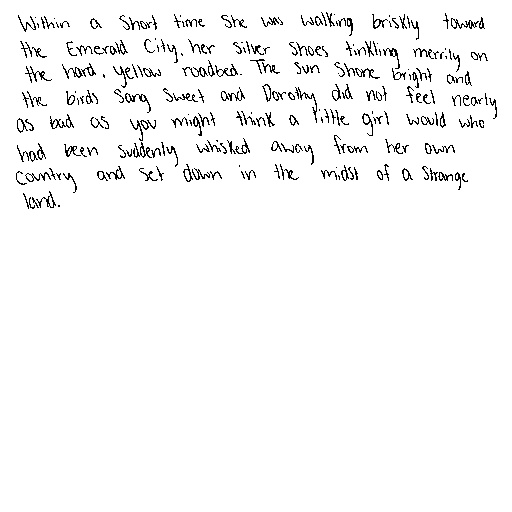 Within a short time she was walking briskly toward
the Emerald City, her Silver Shoes tinkling merrily on
the hard, yellow roadbed. The sun shone bright and
the birds sang sweet and Dorothy did not feel nearly
as bad as you might think a little girl would who
had been suddenly whisked away from her own
country and set down in the midst of a strange
land.